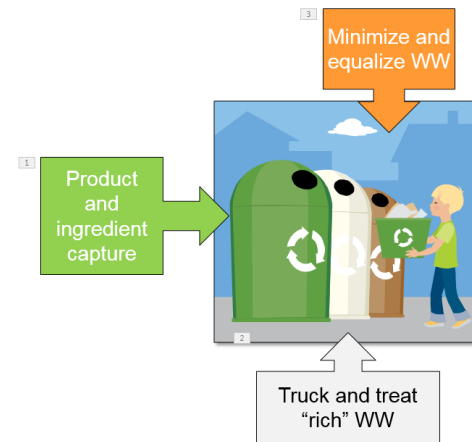 3
Minimize and
equalize WW
1
Product
and
ingredient
capture
2
Truck and treat
“rich” WW